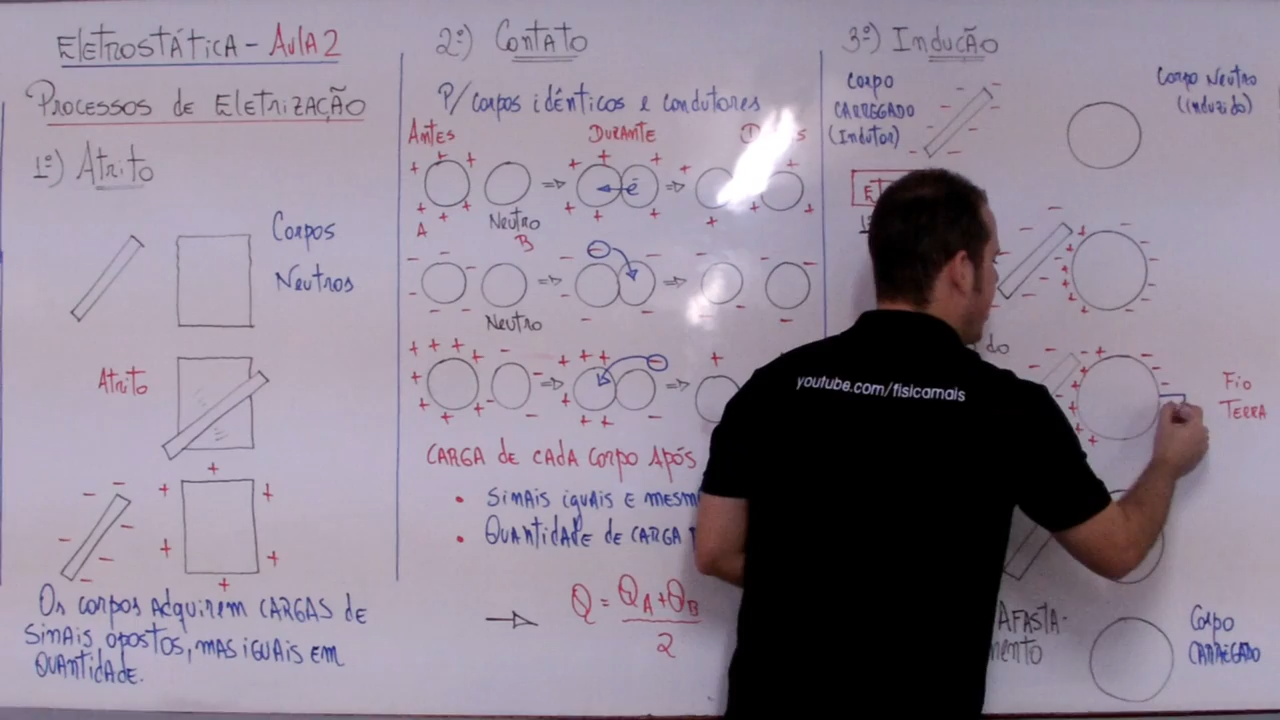 Eletrostática - Aula 2
Processos de Eletrização
1º) Atrito
Corpos
Neutros
Atrito
Os corpos adquirem cargas de
sinais opostos, mas iguais em
quantidade.
2º) Contato
P/ corpos idênticos e condutores
Antes Durante
A
Neutro
B
ē
Neutro
Carga de cada corpo após
• Sinais iguais e
• Quantidade de carga
Q = QA + QB
2
3º) Indução
Corpo
carregado
(Indutor)
Corpo Neutro
(Induzido)
Fio
Terra
Afasta-
mento
Corpo
carregado
youtube.com/fisicamais